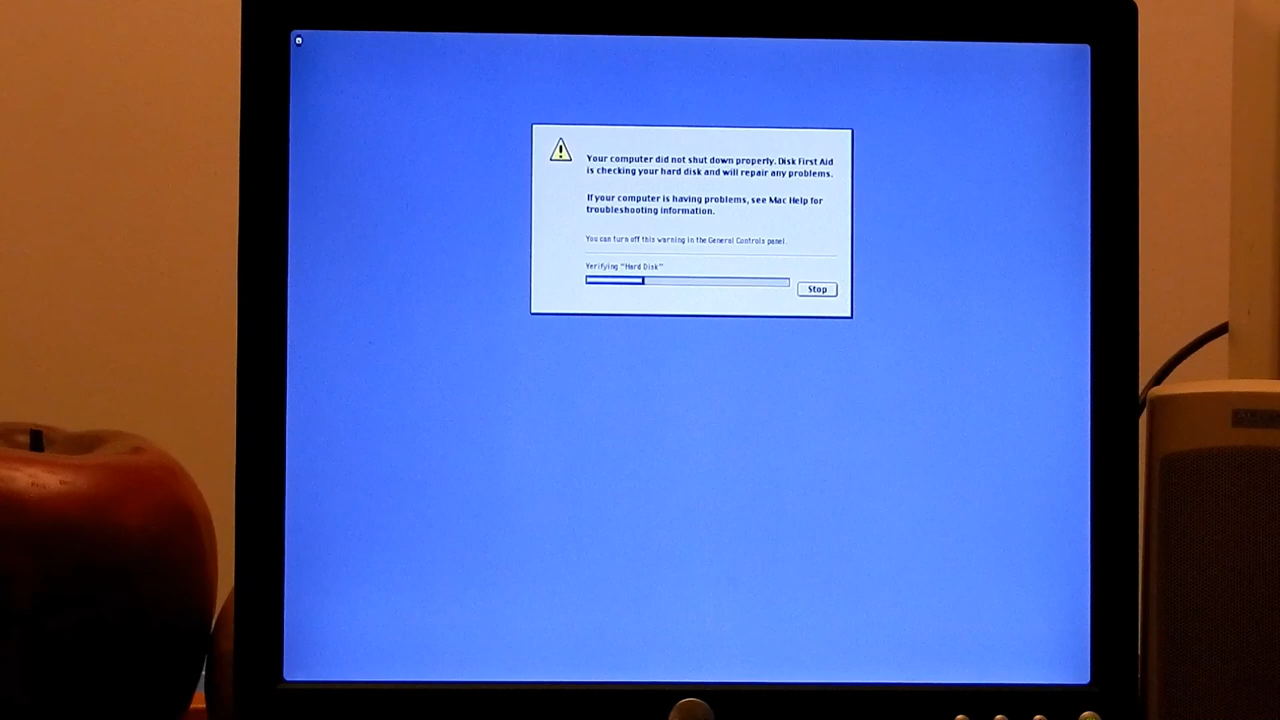 Your computer did not shut down properly. Disk First Aid
is checking your hard disk and will repair any problems.
If your computer is having problems, see Mac Help for
troubleshooting information.
You can turn off this warning in the General Controls panel.
Verifying "Hard Disk"
Stop